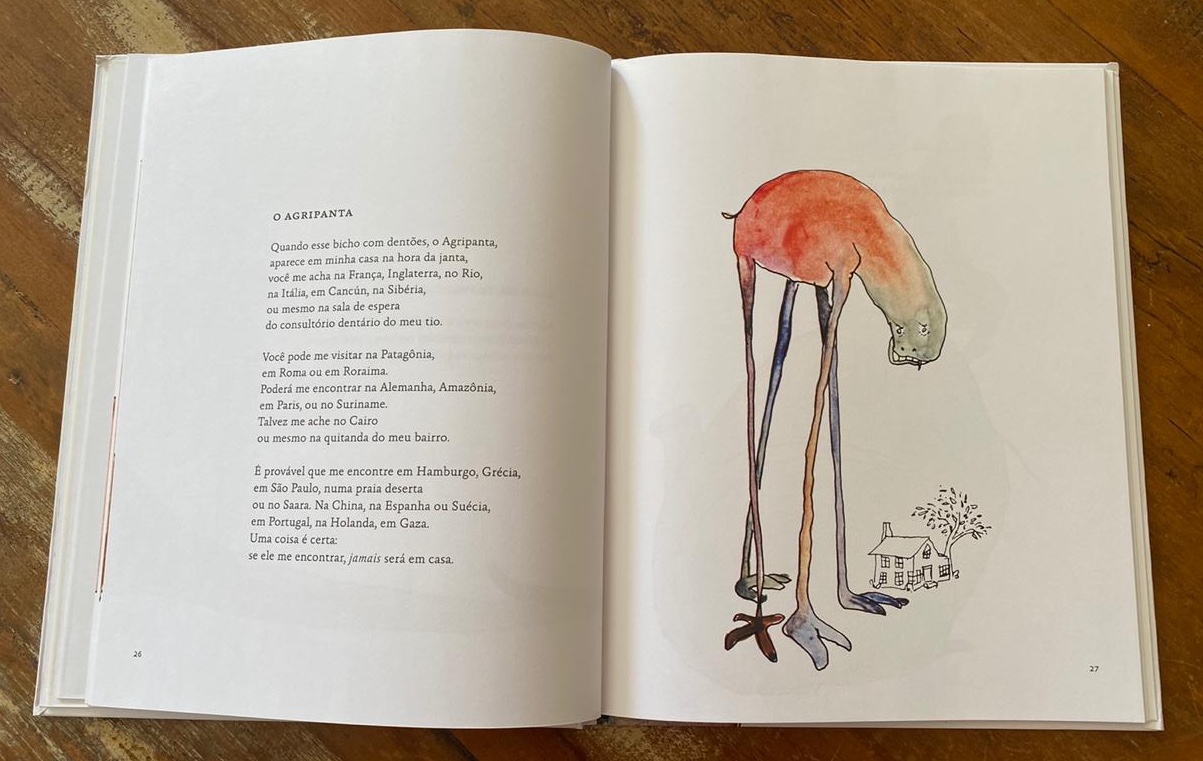 O AGRIPANTA
Quando esse bicho com dentões, o Agripanta,
aparece em minha casa na hora da janta,
você me acha na França, Inglaterra, no Rio,
na Itália, em Cancún, na Sibéria,
ou mesmo na sala de espera
do consultório dentário do meu tio.
Você pode me visitar na Patagônia,
em Roma ou em Roraima.
Poderá me encontrar na Alemanha, Amazônia,
em Paris, ou no Suriname.
Talvez me ache no Cairo
ou mesmo na quitanda do meu bairro.
É provável que me encontre em Hamburgo, Grécia,
em São Paulo, numa praia deserta
ou no Saara. Na China, na Espanha ou Suécia,
em Portugal, na Holanda, em Gaza.
Uma coisa é certa:
se ele me encontrar, jamais será em casa.
26
27